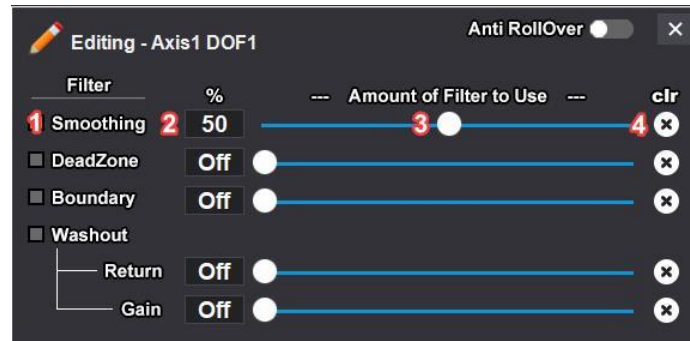 Anti RollOver
Editing - Axis1 DOF1
Filter
% --- Amount of Filter to Use --- clr
1 Smoothing 2 50 3 4
DeadZone Off
Boundary Off
Washout
Return Off
Gain Off